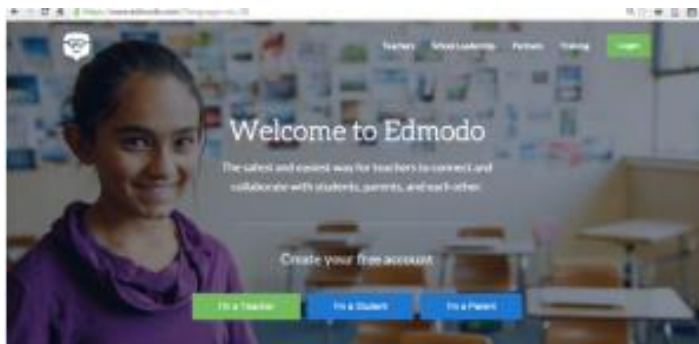 Teachers School Leadership Partners Training Login
Welcome to Edmodo
The safest and easiest way for teachers to connect and
collaborate with students, parents, and each other.
Create your free account
I'm a Teacher I'm a Student I'm a Parent